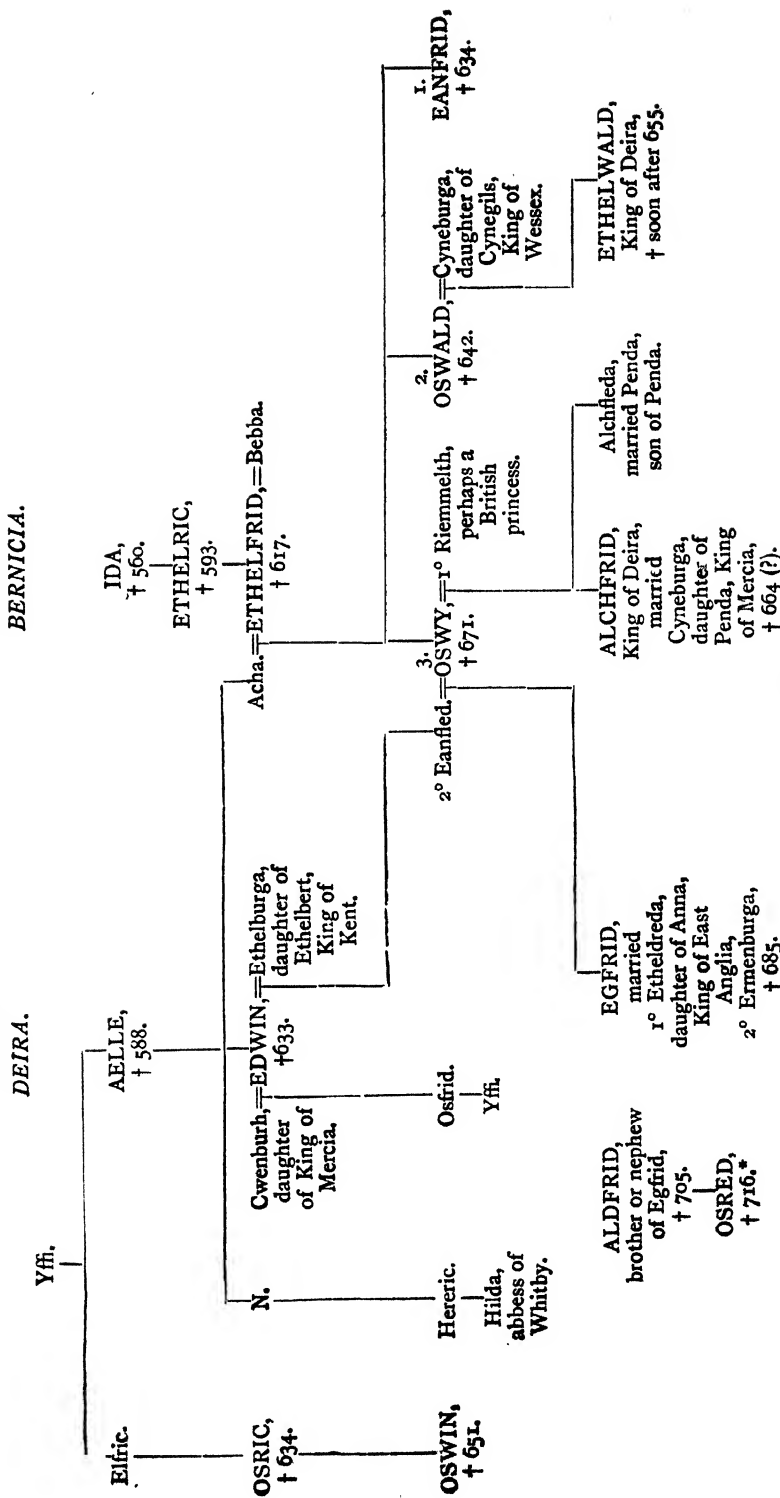 DEIRA.
BERNICIA.
Yffi.
IDA,
† 560.
Elfric.
AELLE,
† 588.
ETHELRIC,
† 593.
OSRIC,
† 634.
N.
Cwenburh,=EDWIN,=Ethelburga,
daughter
of King of
Mercia.
†633.
daughter of
Ethelbert,
King of
Kent.
Acha.=ETHELFRID,=Bebba.
† 617.
OSWIN,
† 651.
Hereric.
Hilda,
abbess of
Whitby.
Osfrid.
Yffi.
3.
2° Eanfled.=OSWY,=1° Riemmelth,
† 671.
perhaps a
British
princess.
2.
OSWALD,=Cyneburga,
† 642.
daughter of
Cynegils,
King of
Wessex.
1.
EANFRID,
† 634.
ALDFRID,
brother or nephew
of Egfrid,
† 705.
OSRED,
† 716.*
EGFRID,
married
1° Etheldreda,
daughter of Anna,
King of East
Anglia,
2° Ermenburga,
† 685.
ALCHFRID,
King of Deira,
married
Cyneburga,
daughter of
Penda, King
of Mercia,
† 664 (?).
Alchfleda,
married Penda,
son of Penda.
ETHELWALD,
King of Deira,
† soon after 655.